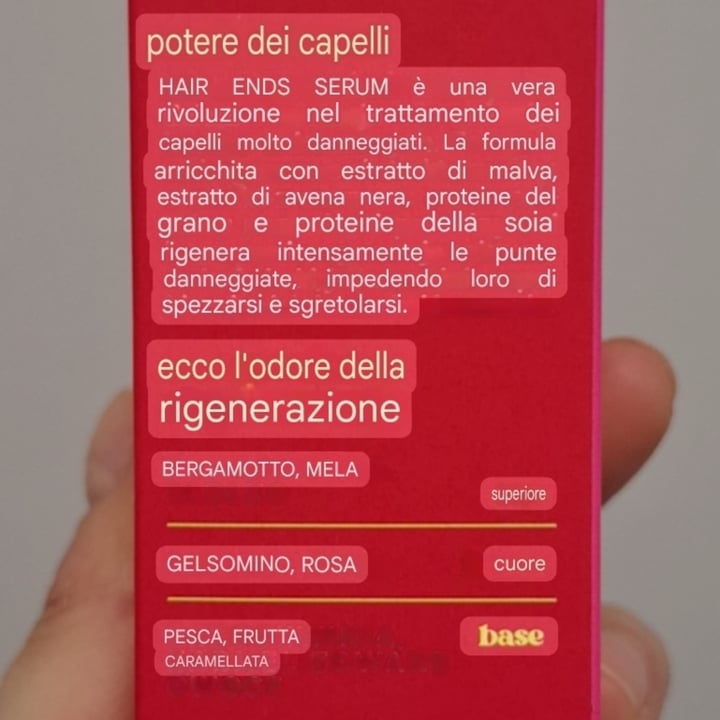 potere dei capelli
HAIR ENDS SERUM è una vera
rivoluzione nel trattamento dei
capelli molto danneggiati. La formula
arricchita con estratto di malva,
estratto di avena nera, proteine del
grano e proteine della soia
rigenera intensamente le punte
danneggiate, impedendo loro di
spezzarsi e sgretolarsi.
ecco l'odore della
rigenerazione
BERGAMOTTO, MELA
superiore
GELSOMINO, ROSA
cuore
PESCA, FRUTTA
base
CARAMELLATA